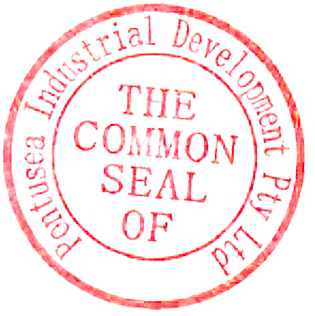 THE
COMMON
SEAL
OF
Pontusea Industrial Development Pty Ltd